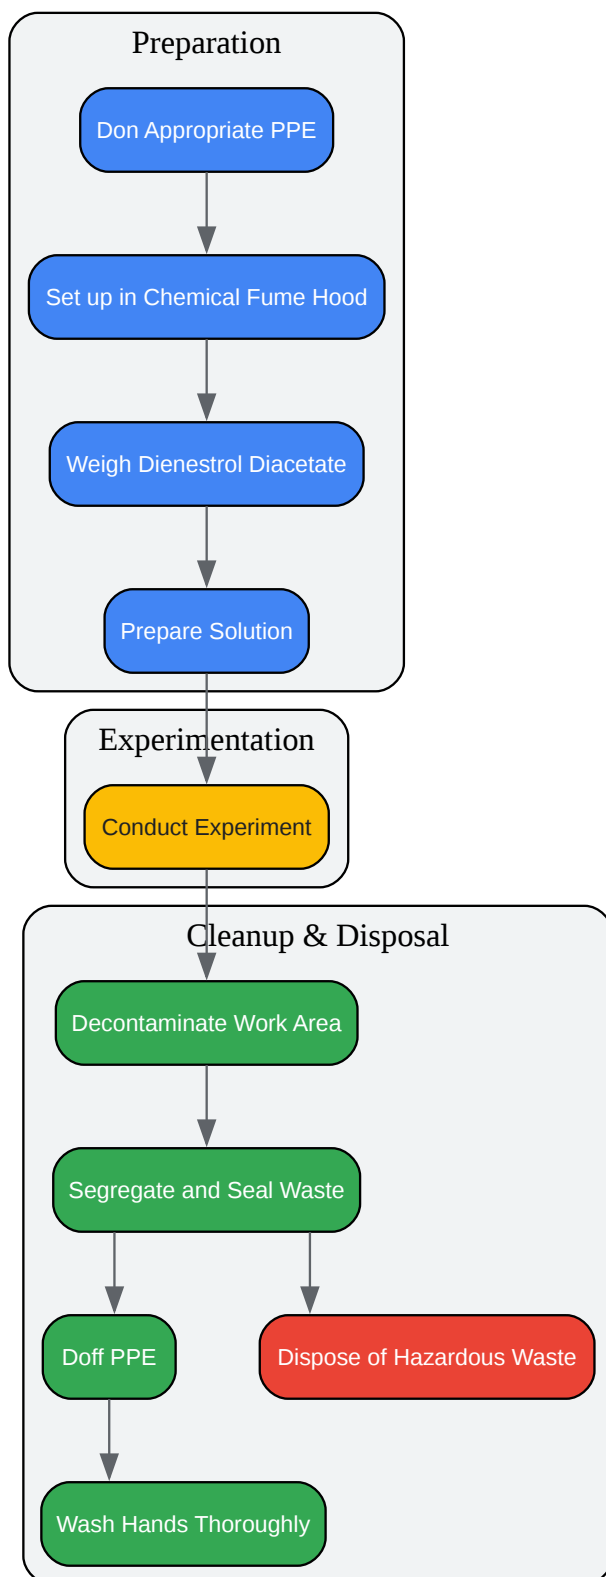 Preparation
Don Appropriate PPE
Set up in Chemical Fume Hood
Weigh Dienestrol Diacetate
Prepare Solution
Experimentation
Conduct Experiment
Cleanup & Disposal
Decontaminate Work Area
Segregate and Seal Waste
Doff PPE
Dispose of Hazardous Waste
Wash Hands Thoroughly